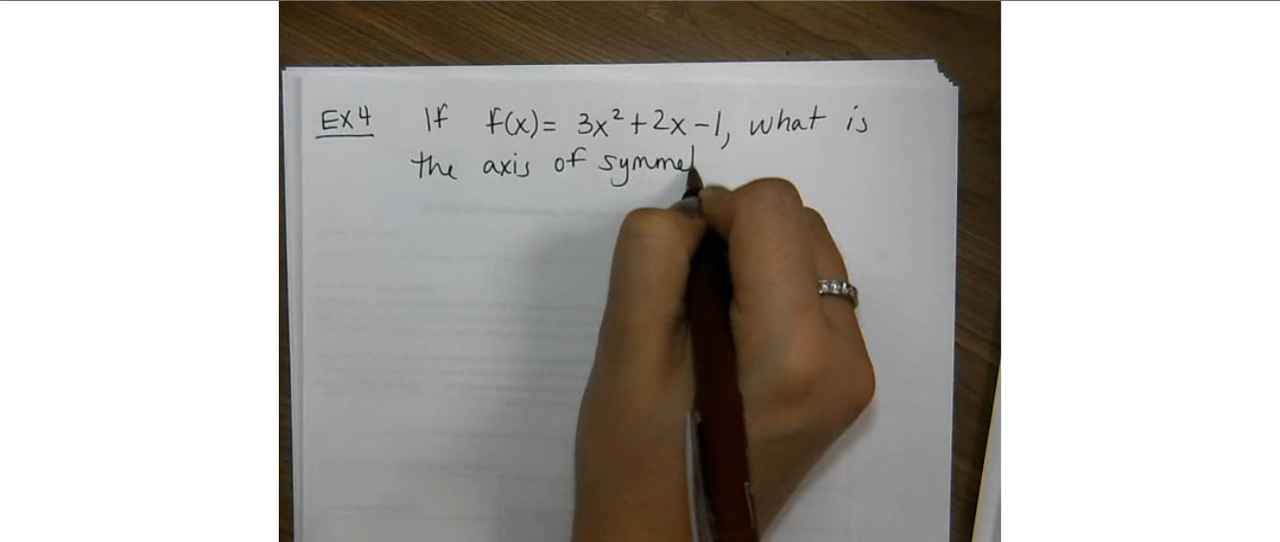 Ex 4 If f(x) = 3x² + 2x - 1, what is
the axis of symme